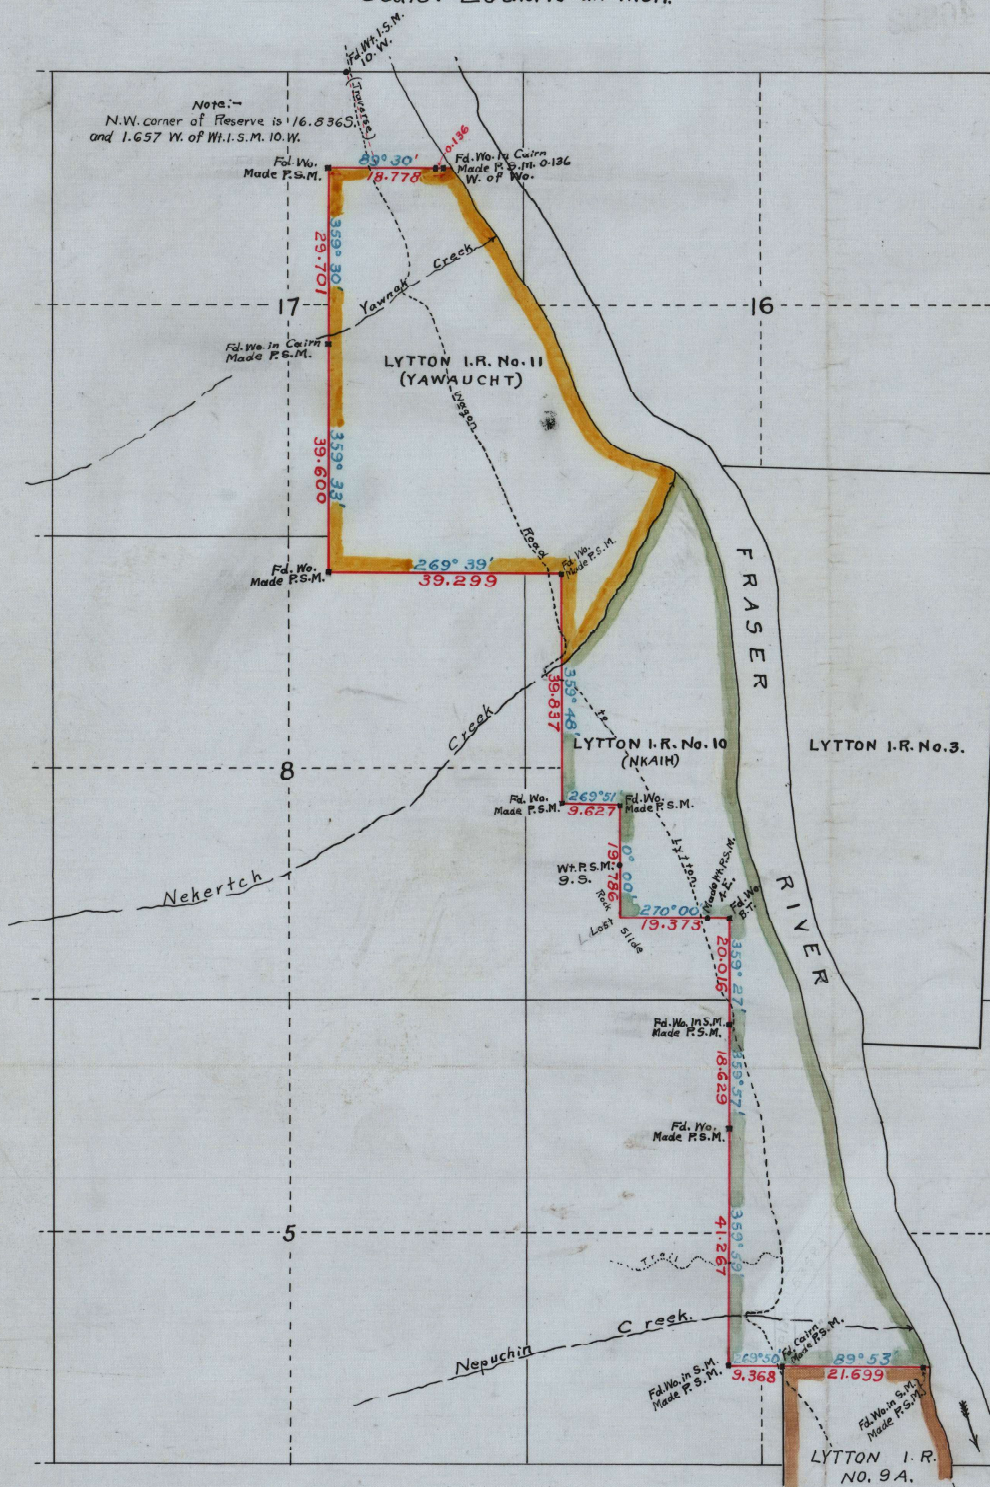 Fd.Wt.I.S.M.
10.W.
(Traverse)
Note:-
N.W. corner of Reserve is 16.836S.
and 1.657 W. of Wt.I.S.M. 10.W.
Fd. Wo.
Made P.S.M.
89° 30'
18.778
0.136
Fd. Wo. in Cairn
Made P.S.M. 0.136
W. of Wo.
359° 30'
29.701
Yawnak Creek
17
16
Fd. Wo. in Cairn
Made P.S.M.
LYTTON I.R. No. 11
(YAWAUCHT)
Wagon
359° 33'
39.600
Road
Fd. Wo.
Made P.S.M.
269° 39'
39.299
Fd. Wo.
Made P.S.M.
FRASER
359° 48'
39.837
to
Creek
LYTTON I.R. No. 10
(NKAIH)
LYTTON I.R. No. 3.
8
Fd. Wo.
Made P.S.M.
269° 51'
9.627
Fd. Wo.
Made P.S.M.
Lytton
Wt. P.S.M.
9. S.
0° 00'
19.786
Made Wt. P.S.M.
Fd. Wo.
B.T.
Nekertch
Rock
Lost Slide
270° 00'
19.373
RIVER
359° 27'
20.016
Fd. Wo. in S.M.
Made P.S.M.
359° 57'
18.629
Fd. Wo.
Made P.S.M.
5
359° 59'
41.267
Trail
Nepuchin Creek.
Fd. Cairn
Made P.S.M.
Fd. Wo. in S.M.
Made P.S.M.
9.368
89° 53'
21.699
Fd. Wo. in S.M.
Made P.S.M.
LYTTON I.R.
NO. 9A.